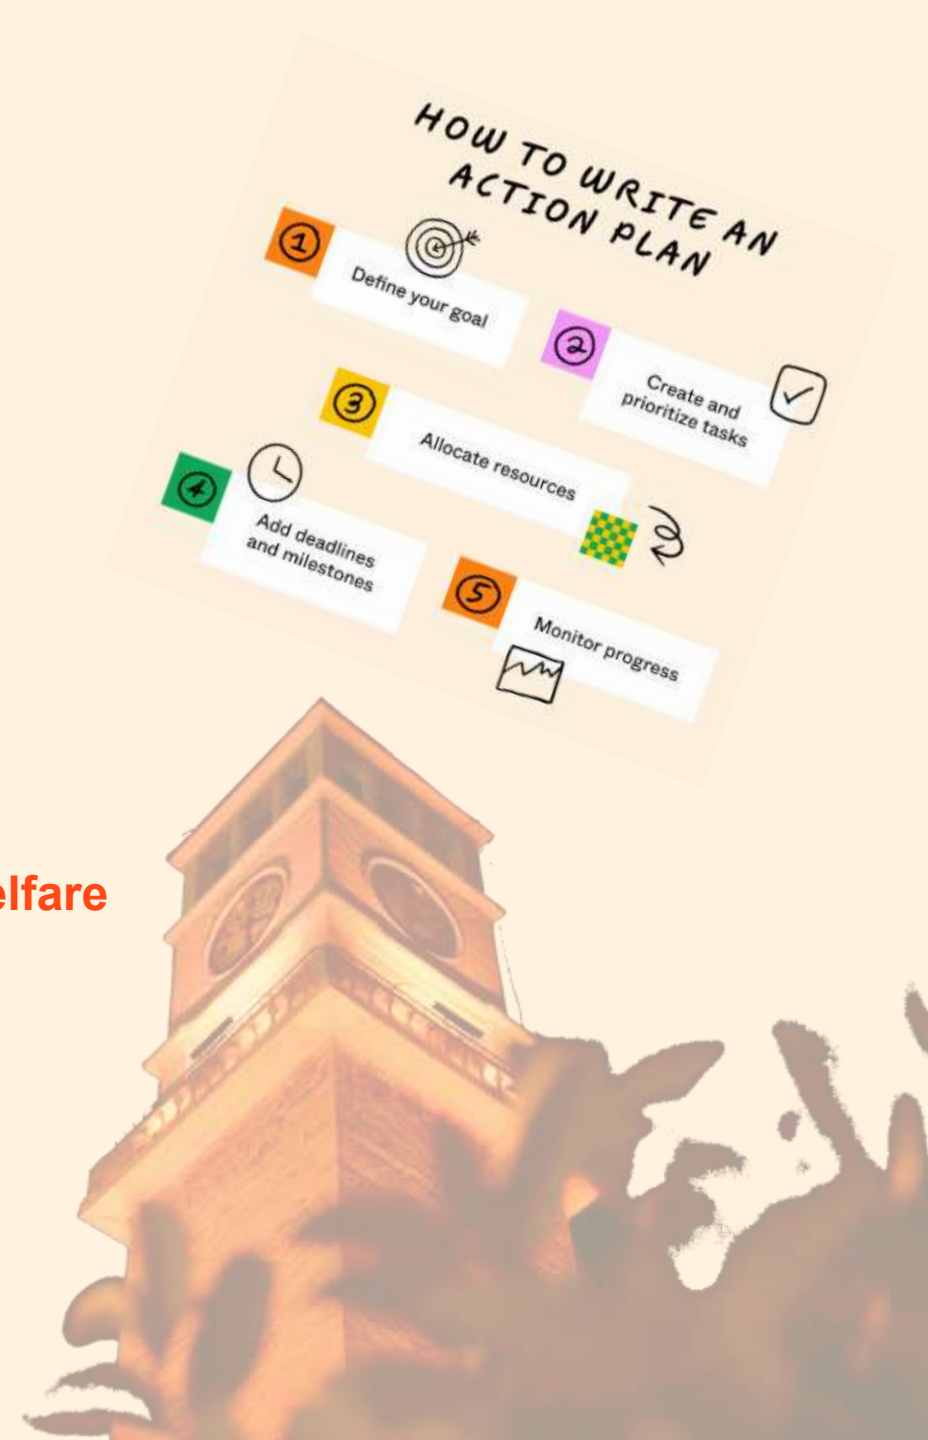 HOW TO WRITE AN
ACTION PLAN
1
Define your goal
2
Create and
prioritize tasks
3
Allocate resources
4
Add deadlines
and milestones
5
Monitor progress
elfare